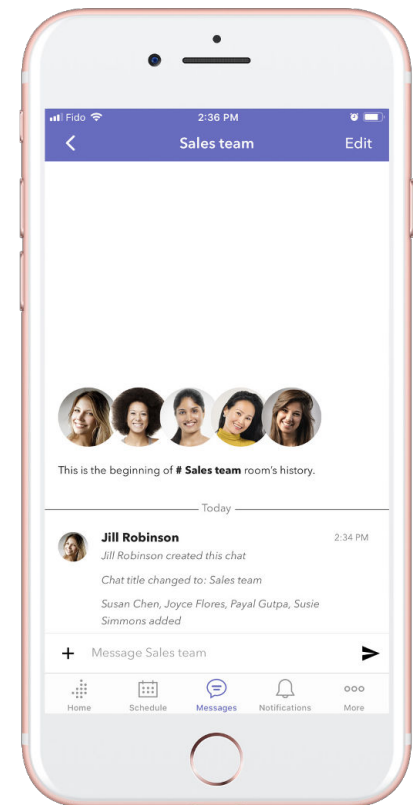 Fido 2:36 PM
Sales team Edit
This is the beginning of # Sales team room's history.
Today
Jill Robinson 2:34 PM
Jill Robinson created this chat
Chat title changed to: Sales team
Susan Chen, Joyce Flores, Payal Gutpa, Susie
Simmons added
+ Message Sales team
Home Schedule Messages Notifications More